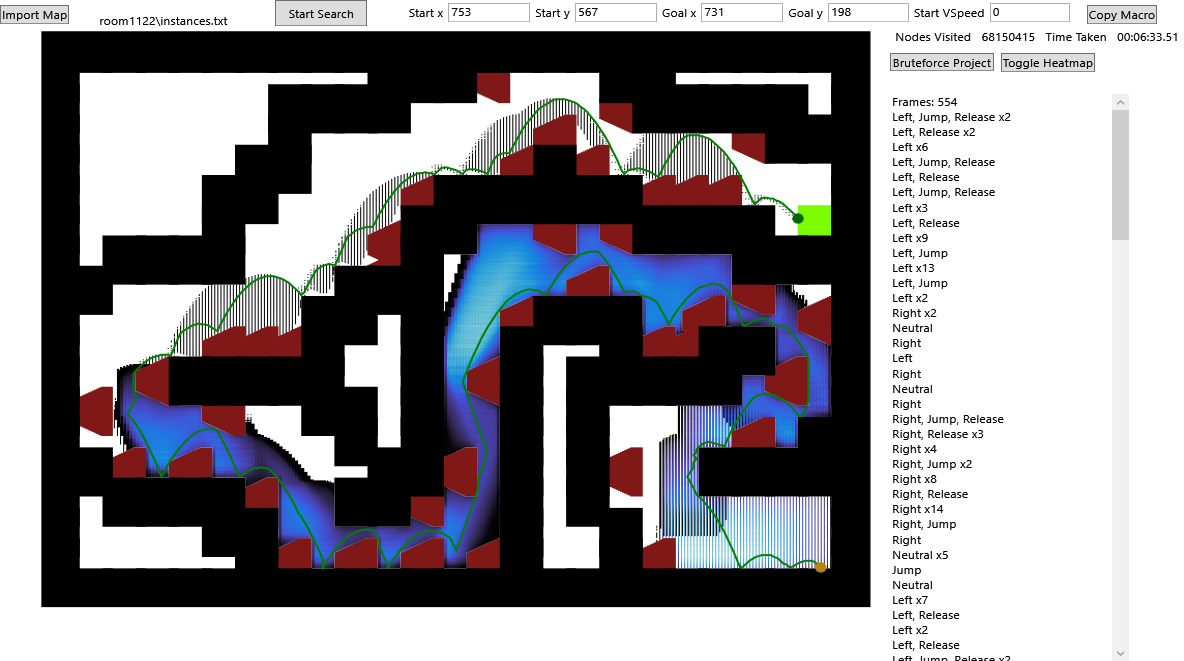 Import Map room1122\instances.txt Start Search Start x 753 Start y 567 Goal x 731 Goal y 198 Start VSpeed 0 Copy Macro
Nodes Visited 68150415 Time Taken 00:06:33.51
Bruteforce Project Toggle Heatmap
Frames: 554
Left, Jump, Release x2
Left, Release x2
Left x6
Left, Jump, Release
Left, Release
Left, Jump, Release
Left x3
Left, Release
Left x9
Left, Jump
Left x13
Left, Jump
Left x2
Right x2
Neutral
Right
Left
Right
Neutral
Right
Right, Jump, Release
Right, Release x3
Right x4
Right, Jump x2
Right x8
Right, Release
Right x14
Right, Jump
Right
Neutral x5
Jump
Neutral
Left x7
Left, Release
Left x2
Left, Release
Left, Jump, Release x2